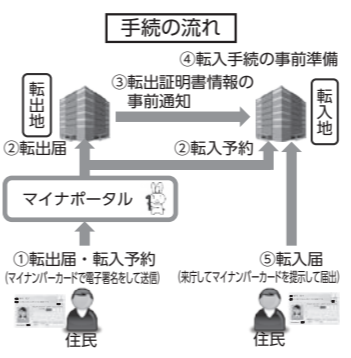 手続の流れ
④転入手続の事前準備
③転出証明書情報の
事前通知
転出地
転入地
②転出届
②転入予約
マイナポータル
①転出届・転入予約
(マイナンバーカードで電子署名をして送信)
⑤転入届
(来庁してマイナンバーカードを提示して届出)
住民
住民